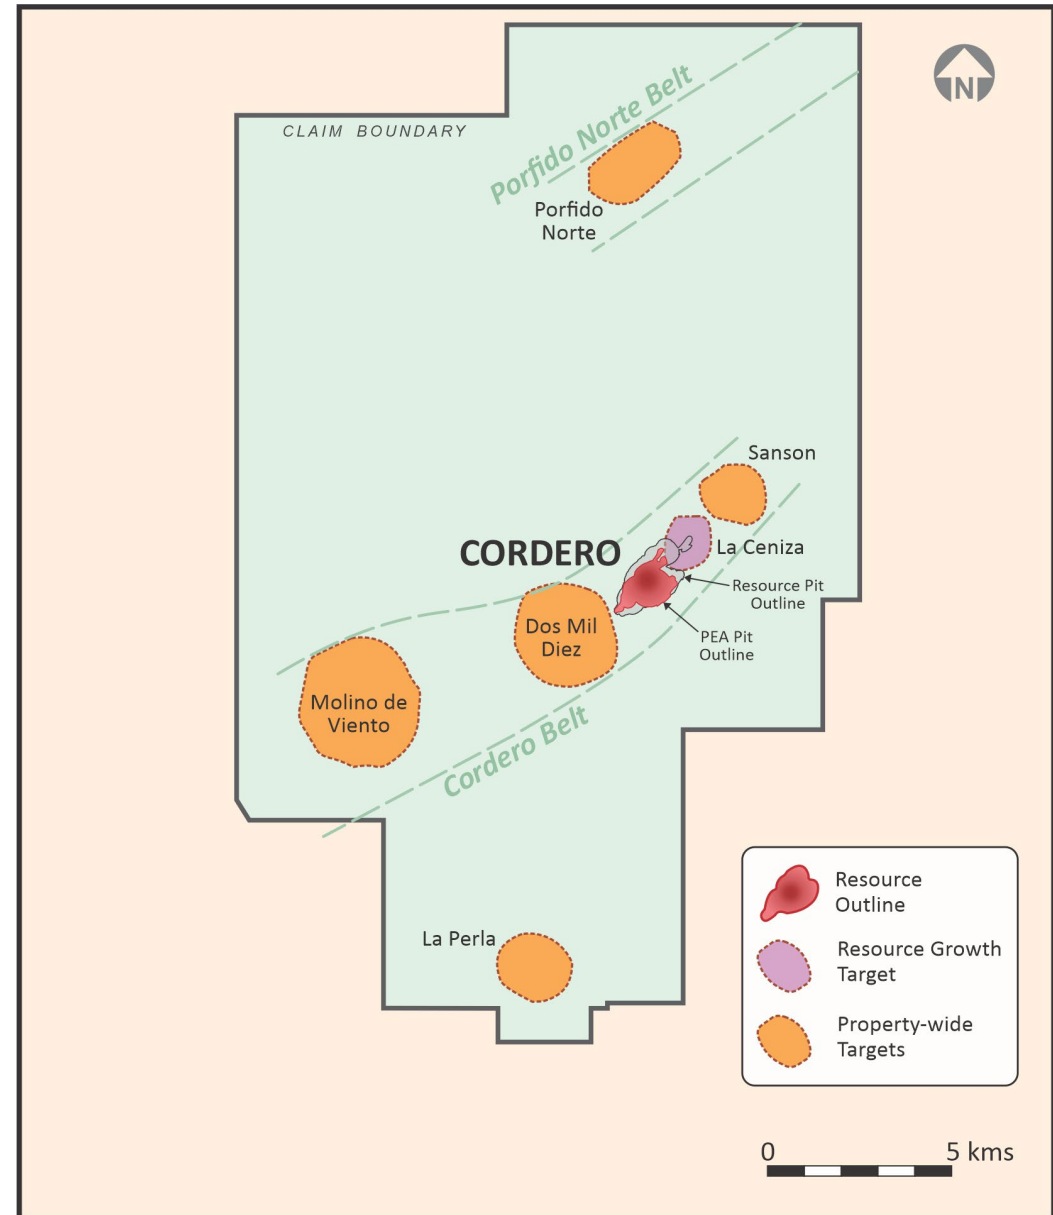 N
CLAIM BOUNDARY
Porfido Norte Belt
Porfido
Norte
Sanson
CORDERO
La Ceniza
Resource Pit
Outline
Dos Mil
Diez
PEA Pit
Outline
Molino de
Viento
Cordero Belt
La Perla
Resource
Outline
Resource Growth
Target
Property-wide
Targets
0 5 kms